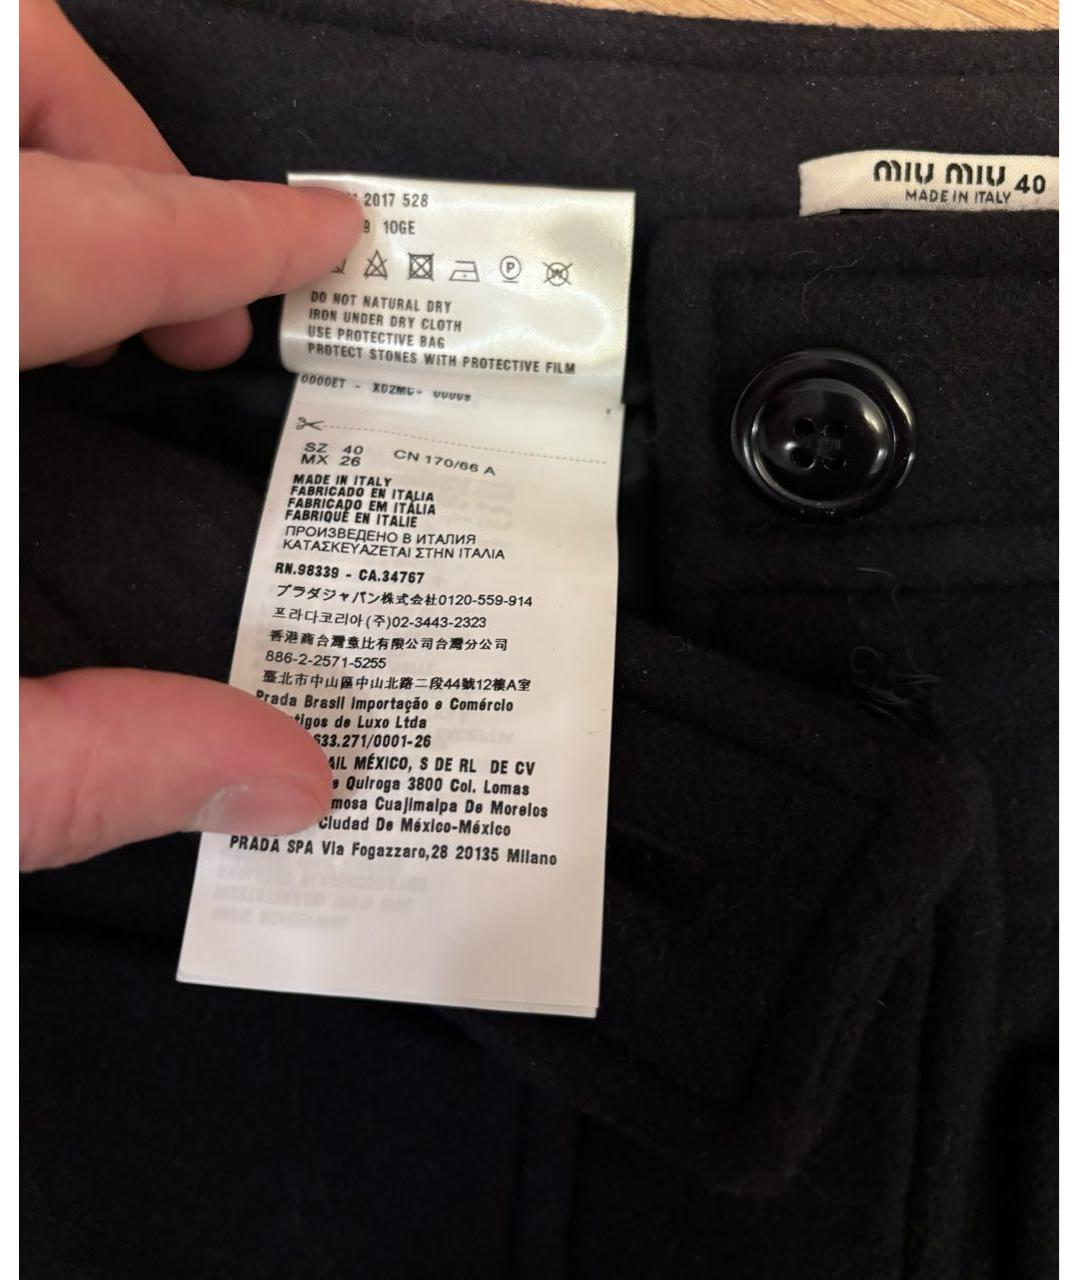 miu miu 40
MADE IN ITALY
2017 528
9 10GE
P
DO NOT NATURAL DRY
IRON UNDER DRY CLOTH
USE PROTECTIVE BAG
PROTECT STONES WITH PROTECTIVE FILM
0000ET - X02MC-
SZ 40 CN 170/66 A
MX 26
MADE IN ITALY
FABRICADO EN ITALIA
FABRICADO EM ITÁLIA
FABRIQUÉ EN ITALIE
ПРОИЗВЕДЕНО В ИТАЛИЯ
ΚΑΤΑΣΚΕΥΑΖΕΤΑΙ ΣΤΗΝ ΙΤΑΛΙΑ
RN.98339 - CA.34767
プラダジャパン株式会社0120-559-914
프라다코리아(주)02-3443-2323
香港商台灣意比有限公司台灣分公司
886-2-2571-5255
臺北市中山區中山北路二段44號12樓A室
Prada Brasil Importação e Comércio
tigos de Luxo Ltda
633.271/0001-26
AIL MÉXICO, S DE RL DE CV
Quiroga 3800 Col. Lomas
mosa Cuajimalpa De Morelos
Ciudad De México-México
PRADA SPA Via Fogazzaro,28 20135 Milano